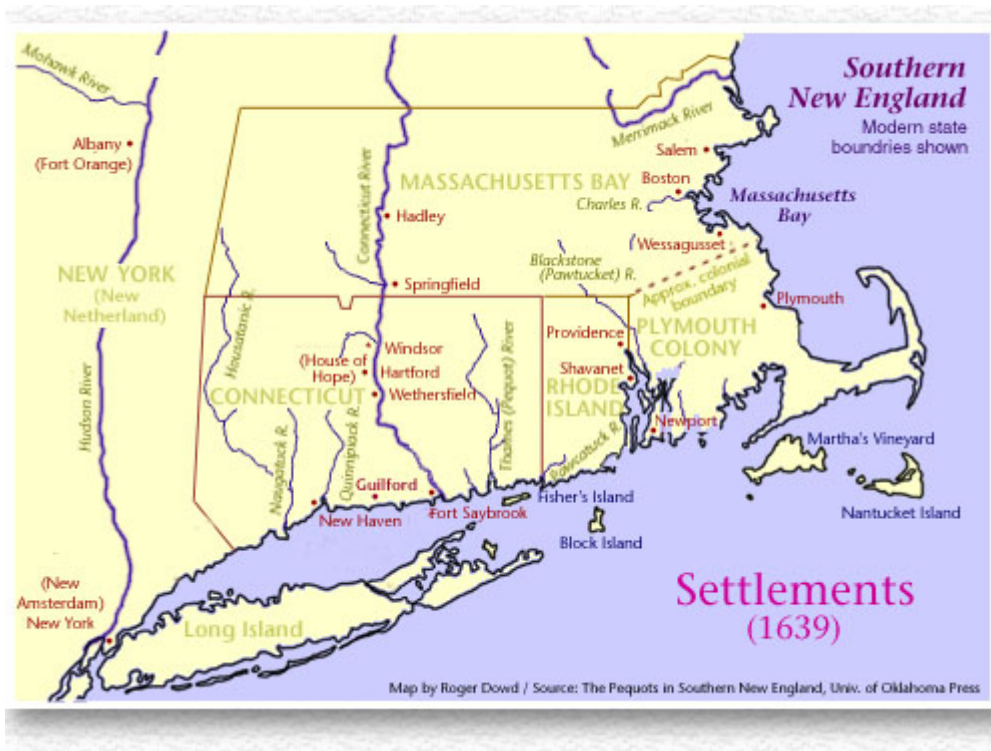 Southern
New England
Modern state
boundries shown
Mohawk River
Albany
(Fort Orange)
Merrimack River
Salem
MASSACHUSETTS BAY
Boston
Charles R.
Massachusetts
Bay
Connecticut River
Hadley
Wessagusset
Blackstone
(Pawtucket) R.
NEW YORK
(New
Netherland)
Springfield
Approx. colonial
boundary
Plymouth
Housatanic R.
PLYMOUTH
COLONY
Providence
Windsor
(House of
Hope)
Hartford
Shavanet
CONNECTICUT
Wethersfield
RHODE
ISLAND
Hudson River
Thames (Pequot) River
Newport
Naugatuck R.
Quinnipiack R.
Pawcatuck R.
Martha's Vineyard
Guilford
Fisher's Island
New Haven
Fort Saybrook
Nantucket Island
Block Island
(New
Amsterdam)
New York
Long Island
Settlements
(1639)
Map by Roger Dowd / Source: The Pequots in Southern New England, Univ. of Oklahoma Press